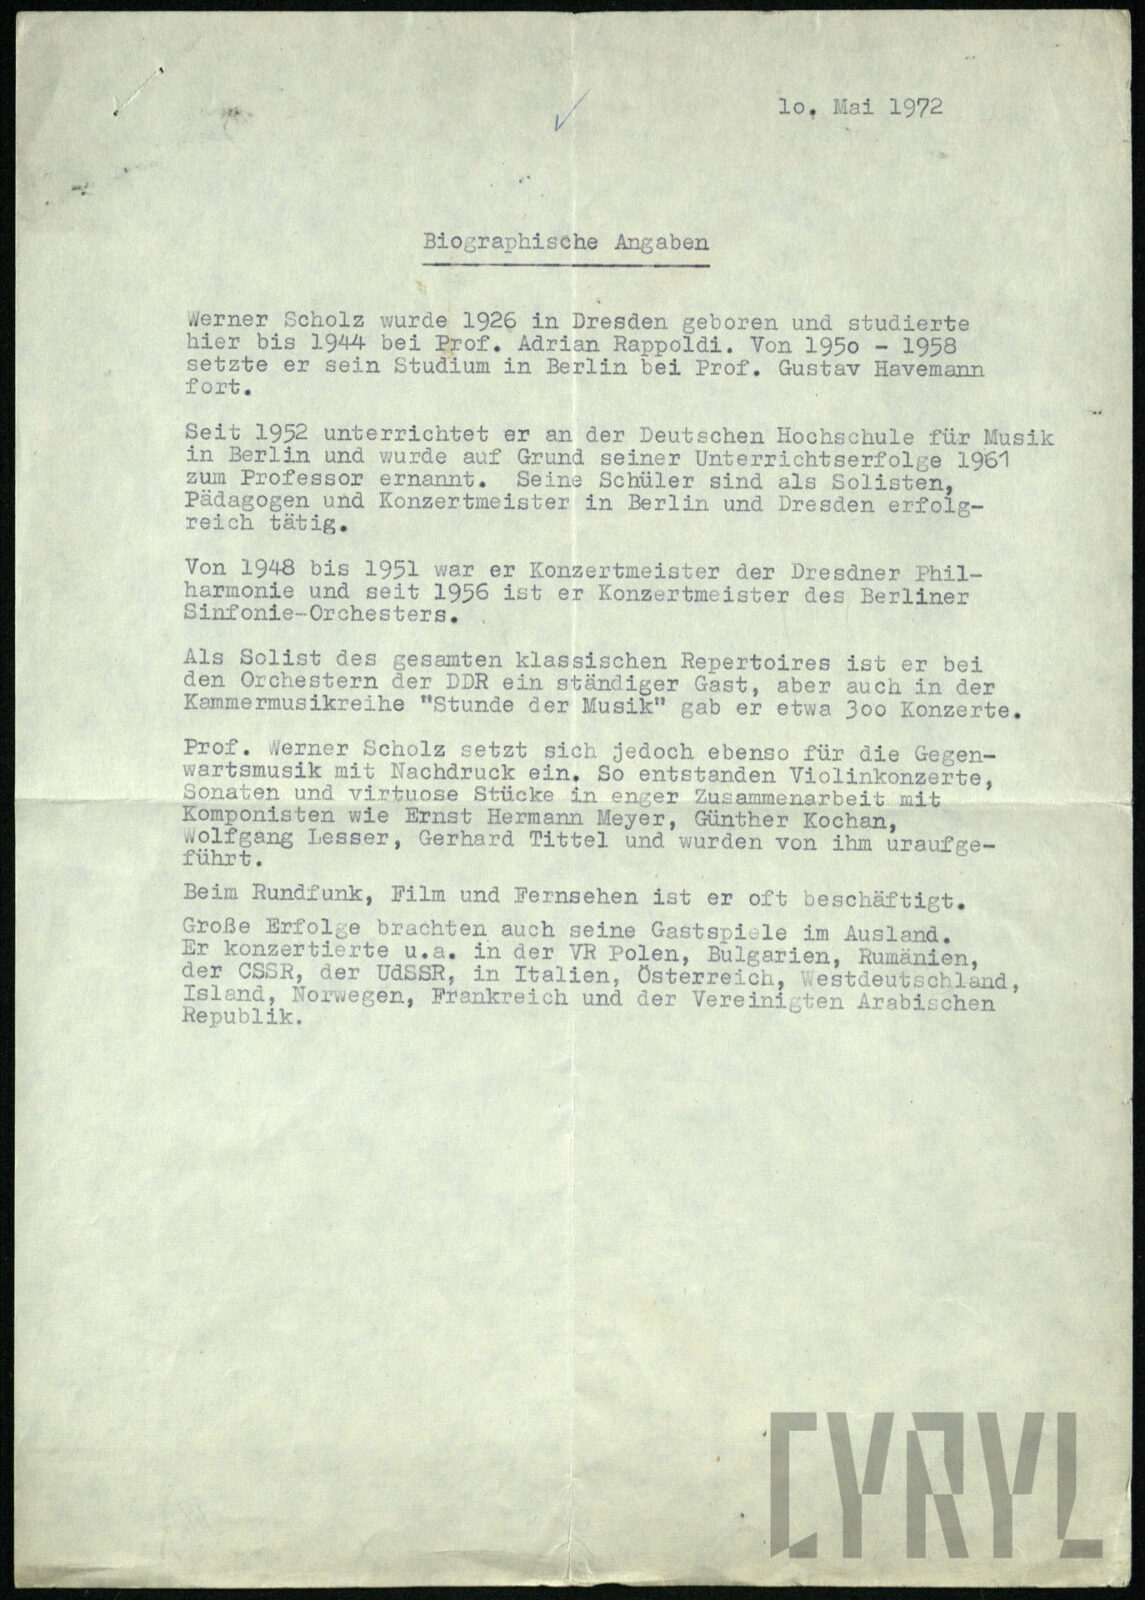 lo. Mai 1972
Biographische Angaben
Werner Scholz wurde 1926 in Dresden geboren und studierte
hier bis 1944 bei Prof. Adrian Rappoldi. Von 195o - 1958
setzte er sein Studium in Berlin bei Prof. Gustav Havemann
fort.
Seit 1952 unterrichtet er an der Deutschen Hochschule für Musik
in Berlin und wurde auf Grund seiner Unterrichtserfolge 1961
zum Professor ernannt. Seine Schüler sind als Solisten,
Pädagogen und Konzertmeister in Berlin und Dresden erfolg-
reich tätig.
Von 1948 bis 1951 war er Konzertmeister der Dresdner Phil-
harmonie und seit 1956 ist er Konzertmeister des Berliner
Sinfonie-Orchesters.
Als Solist des gesamten klassischen Repertoires ist er bei
den Orchestern der DDR ein ständiger Gast, aber auch in der
Kammermusikreihe "Stunde der Musik" gab er etwa 3oo Konzerte.
Prof. Werner Scholz setzt sich jedoch ebenso für die Gegen-
wartsmusik mit Nachdruck ein. So entstanden Violinkonzerte,
Sonaten und virtuose Stücke in enger Zusammenarbeit mit
Komponisten wie Ernst Hermann Meyer, Günther Kochan,
Wolfgang Lesser, Gerhard Tittel und wurden von ihm uraufge-
führt.
Beim Rundfunk, Film und Fernsehen ist er oft beschäftigt.
Große Erfolge brachten auch seine Gastspiele im Ausland.
Er konzertierte u.a. in der VR Polen, Bulgarien, Rumänien,
der CSSR, der UdSSR, in Italien, Österreich, Westdeutschland,
Island, Norwegen, Frankreich und der Vereinigten Arabischen
Republik.
CYRYL